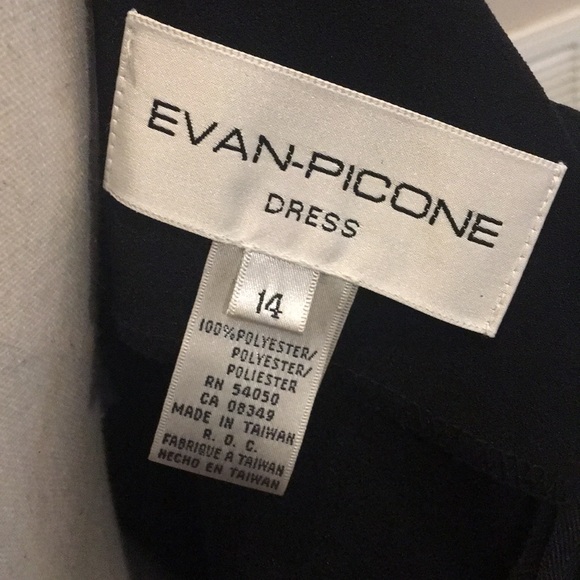 EVAN-PICONE
DRESS
14
100%POLYESTER/
POLYESTER/
POLIESTER
RN 54050
CA 08349
MADE IN TAIWAN
R. O. C.
FABRIQUE A TAIWAN
HECHO EN TAIWAN